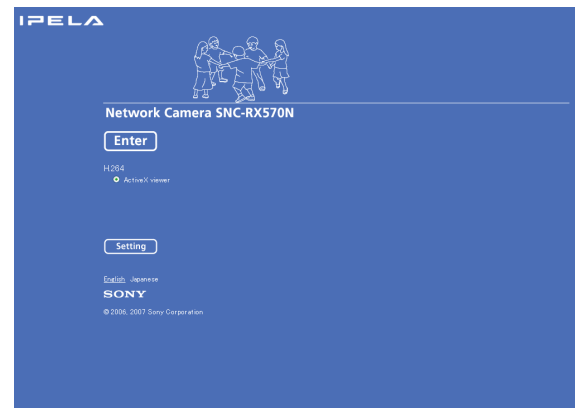 IPELA
Network Camera SNC-RX570N
Enter
H.264
ActiveX viewer
Setting
English Japanese
SONY
© 2006, 2007 Sony Corporation